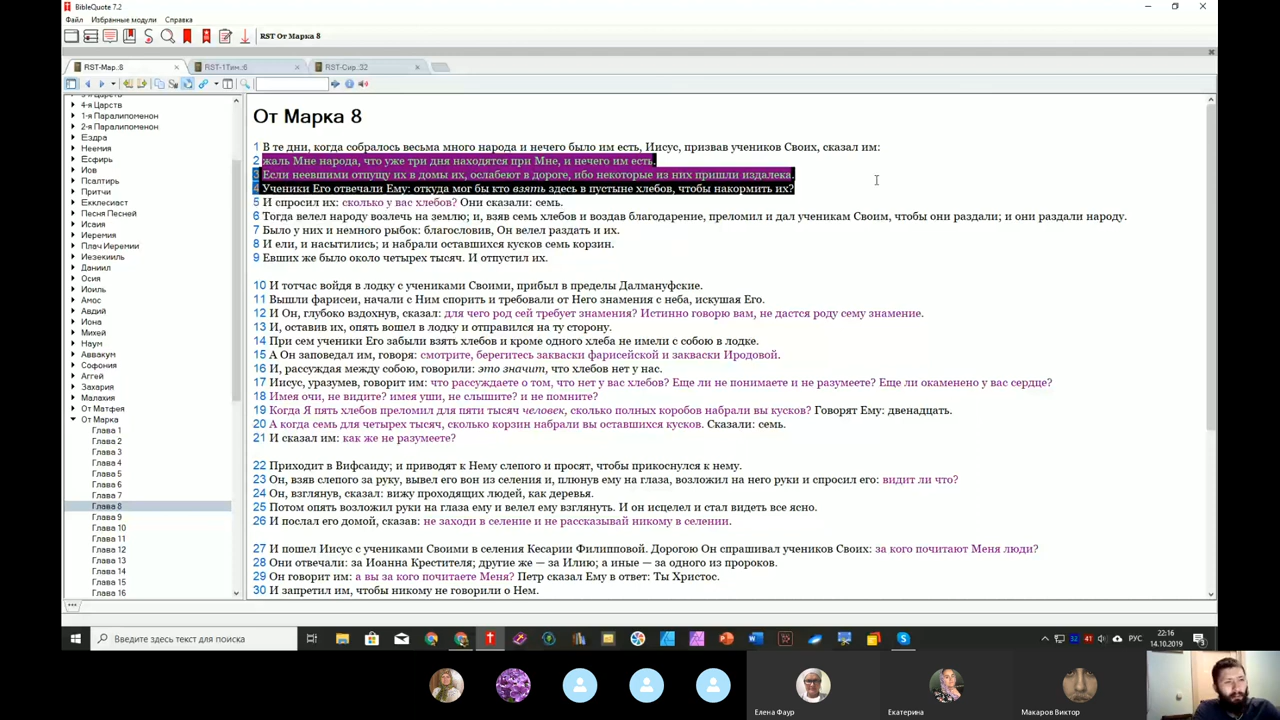 BibleQuote 7.2
Файл Избранные модули Справка
RST От Марка 8
RST-Мар.:8 RST-1Тим.:6 RST-Сир.:32
4-я Царств
1-я Паралипоменон
2-я Паралипоменон
Ездра
Неемия
Есфирь
Иов
Псалтирь
Притчи
Екклесиаст
Песня Песней
Исаия
Иеремия
Плач Иеремии
Иезекииль
Даниил
Осия
Иоиль
Амос
Авдий
Иона
Михей
Наум
Аввакум
Софония
Аггей
Захария
Малахия
От Матфея
От Марка
Глава 1
Глава 2
Глава 3
Глава 4
Глава 5
Глава 6
Глава 7
Глава 8
Глава 9
Глава 10
Глава 11
Глава 12
Глава 13
Глава 14
Глава 15
Глава 16
От Марка 8
1 В те дни, когда собралось весьма много народа и нечего было им есть, Иисус, призвав учеников Своих, сказал им:
2 жаль Мне народа, что уже три дня находятся при Мне, и нечего им есть.
3 Если неевшими отпущу их в домы их, ослабеют в дороге, ибо некоторые из них пришли издалека.
4 Ученики Его отвечали Ему: откуда мог бы кто взять здесь в пустыне хлебов, чтобы накормить их?
5 И спросил их: сколько у вас хлебов? Они сказали: семь.
6 Тогда велел народу возлечь на землю; и, взяв семь хлебов и воздав благодарение, преломил и дал ученикам Своим, чтобы они раздали; и они раздали народу.
7 Было у них и немного рыбок: благословив, Он велел раздать и их.
8 И ели, и насытились; и набрали оставшихся кусков семь корзин.
9 Евших же было около четырех тысяч. И отпустил их.
10 И тотчас войдя в лодку с учениками Своими, прибыл в пределы Далмануфские.
11 Вышли фарисеи, начали с Ним спорить и требовали от Него знамения с неба, искушая Его.
12 И Он, глубоко вздохнув, сказал: для чего род сей требует знамения? Истинно говорю вам, не дастся роду сему знамение.
13 И, оставив их, опять вошел в лодку и отправился на ту сторону.
14 При сем ученики Его забыли взять хлебов и кроме одного хлеба не имели с собою в лодке.
15 А Он заповедал им, говоря: смотрите, берегитесь закваски фарисейской и закваски Иродовой.
16 И, рассуждая между собою, говорили: это значит, что хлебов нет у нас.
17 Иисус, уразумев, говорит им: что рассуждаете о том, что нет у вас хлебов? Еще ли не понимаете и не разумеете? Еще ли окаменено у вас сердце?
18 Имея очи, не видите? имея уши, не слышите? и не помните?
19 Когда Я пять хлебов преломил для пяти тысяч человек, сколько полных коробов набрали вы кусков? Говорят Ему: двенадцать.
20 А когда семь для четырех тысяч, сколько корзин набрали вы оставшихся кусков. Сказали: семь.
21 И сказал им: как же не разумеете?
22 Приходит в Вифсаиду; и приводят к Нему слепого и просят, чтобы прикоснулся к нему.
23 Он, взяв слепого за руку, вывел его вон из селения и, плюнув ему на глаза, возложил на него руки и спросил его: видит ли что?
24 Он, взглянув, сказал: вижу проходящих людей, как деревья.
25 Потом опять возложил руки на глаза ему и велел ему взглянуть. И он исцелел и стал видеть все ясно.
26 И послал его домой, сказав: не заходи в селение и не рассказывай никому в селении.
27 И пошел Иисус с учениками Своими в селения Кесарии Филипповой. Дорогою Он спрашивал учеников Своих: за кого почитают Меня люди?
28 Они отвечали: за Иоанна Крестителя; другие же — за Илию; а иные — за одного из пророков.
29 Он говорит им: а вы за кого почитаете Меня? Петр сказал Ему в ответ: Ты Христос.
30 И запретил им, чтобы никому не говорили о Нем.
Введите здесь текст для поиска
РУС
22:16
14.10.2019
Елена Фаур Екатерина Макаров Виктор